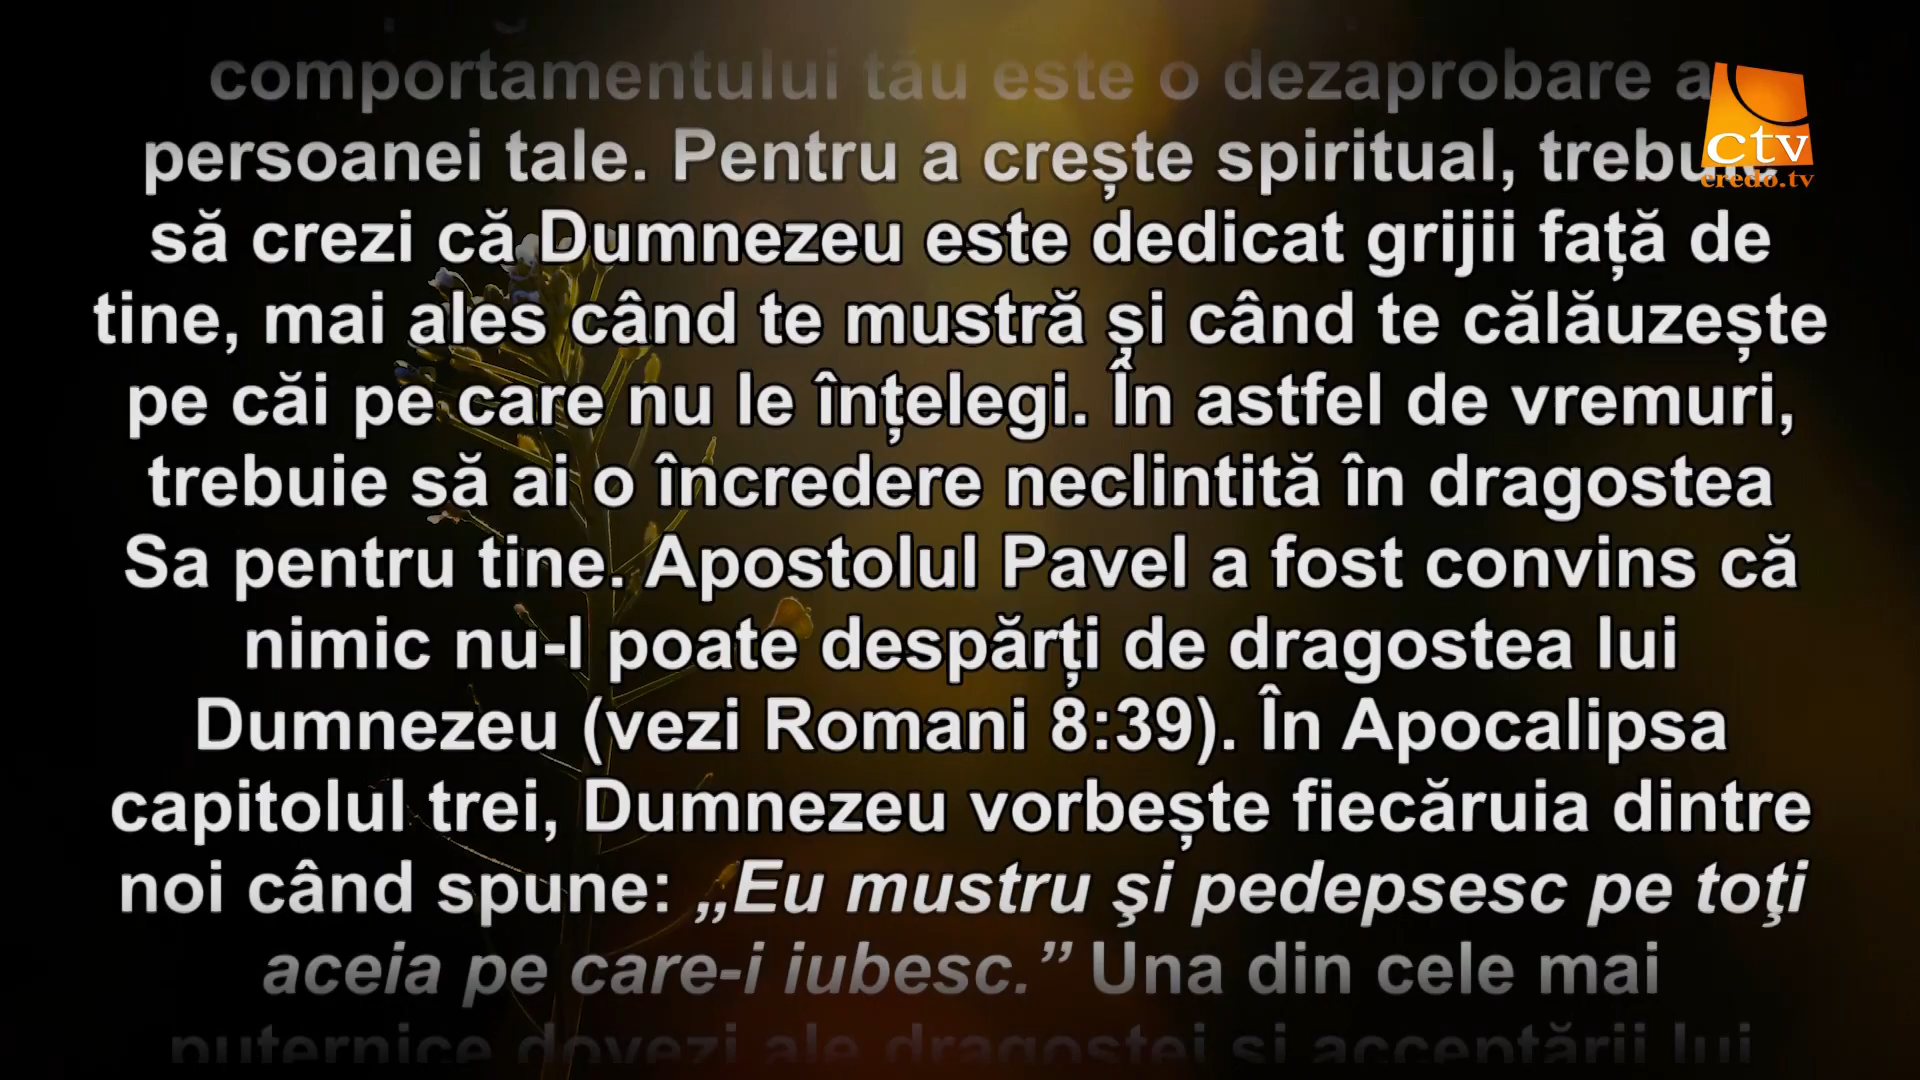 comportamentului tău este o dezaprobare a
persoanei tale. Pentru a crește spiritual, trebuie
să crezi că Dumnezeu este dedicat grijii față de
tine, mai ales când te mustră și când te călăuzește
pe căi pe care nu le înțelegi. În astfel de vremuri,
trebuie să ai o încredere neclintită în dragostea
Sa pentru tine. Apostolul Pavel a fost convins că
nimic nu-l poate despărți de dragostea lui
Dumnezeu (vezi Romani 8:39). În Apocalipsa
capitolul trei, Dumnezeu vorbește fiecăruia dintre
noi când spune: „Eu mustru şi pedepsesc pe toţi
aceia pe care-i iubesc.” Una din cele mai
puternice dovezi ale dragostei și acceptării lui
ctv
credo.tv